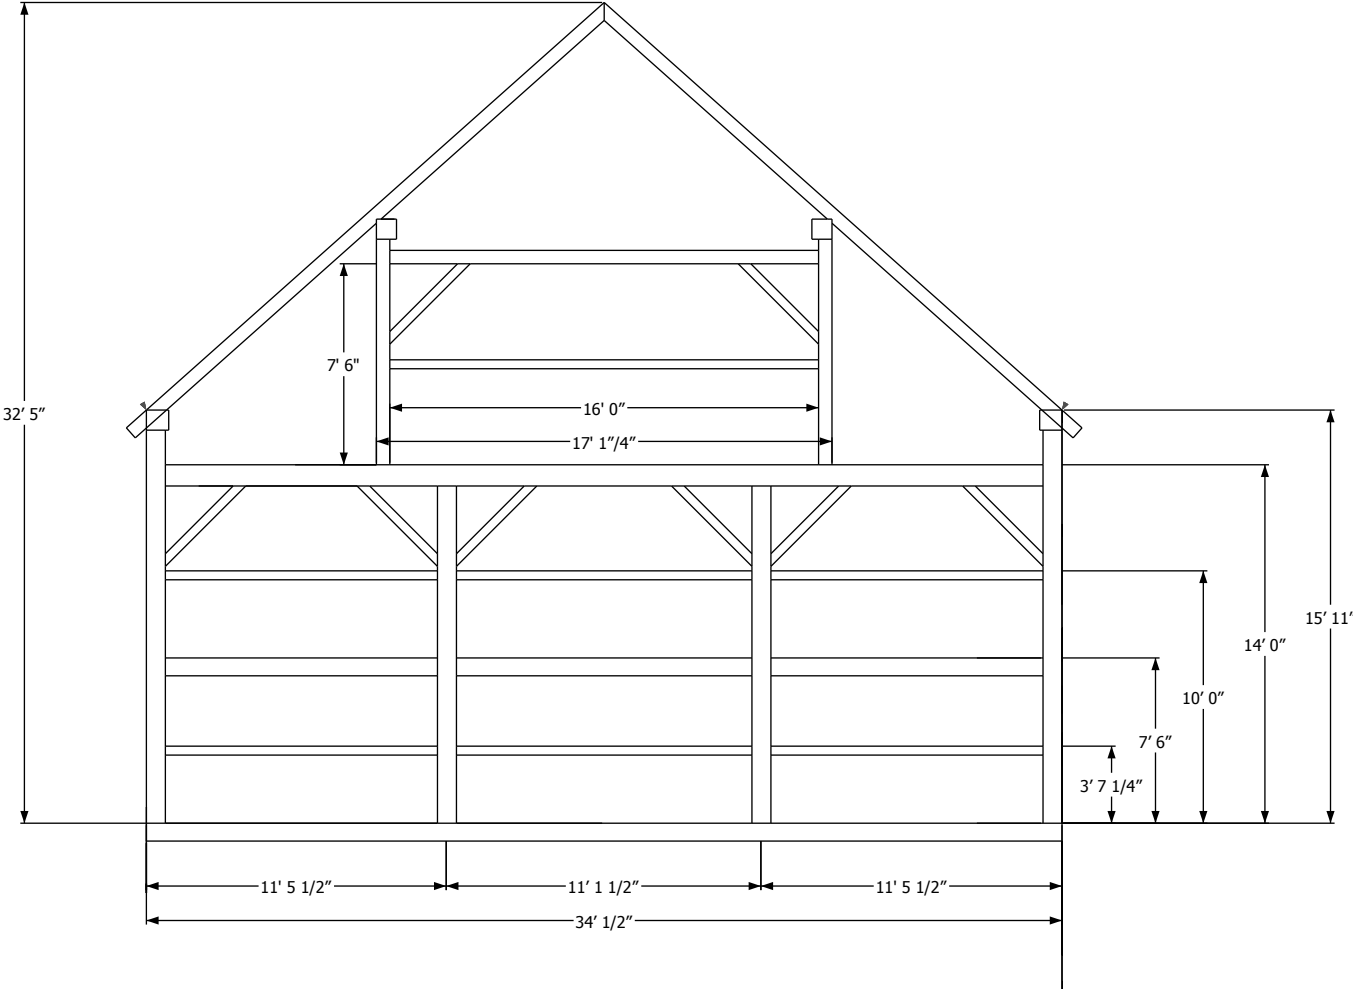 32′ 5″
7' 6"
16′ 0″
17' 1″/4″
15′ 11′
14′ 0″
10′ 0″
7′ 6″
3′ 7 1/4″
11' 5 1/2″
11′ 1 1/2″
11' 5 1/2″
34′ 1/2″